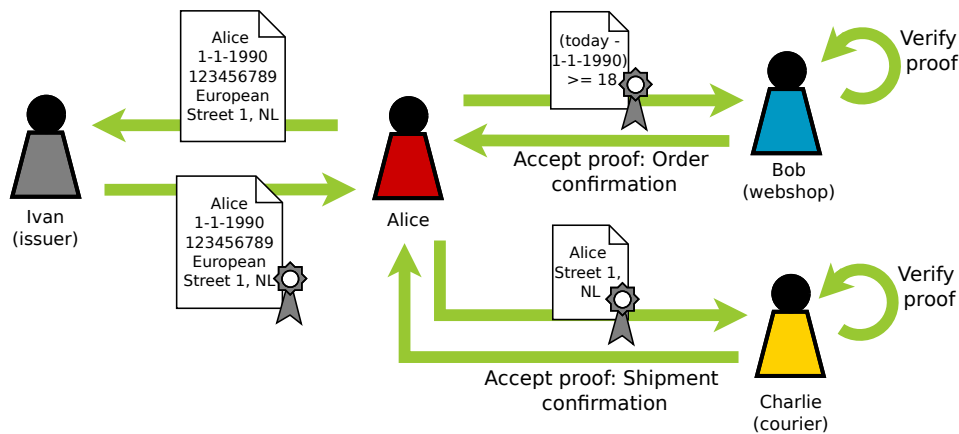 Alice
1-1-1990
123456789
European
Street 1, NL
Ivan
(issuer)
Alice
1-1-1990
123456789
European
Street 1, NL
Alice
(today -
1-1-1990)
>= 18
Accept proof: Order
confirmation
Bob
(webshop)
Verify
proof
Alice
Street 1,
NL
Accept proof: Shipment
confirmation
Charlie
(courier)
Verify
proof